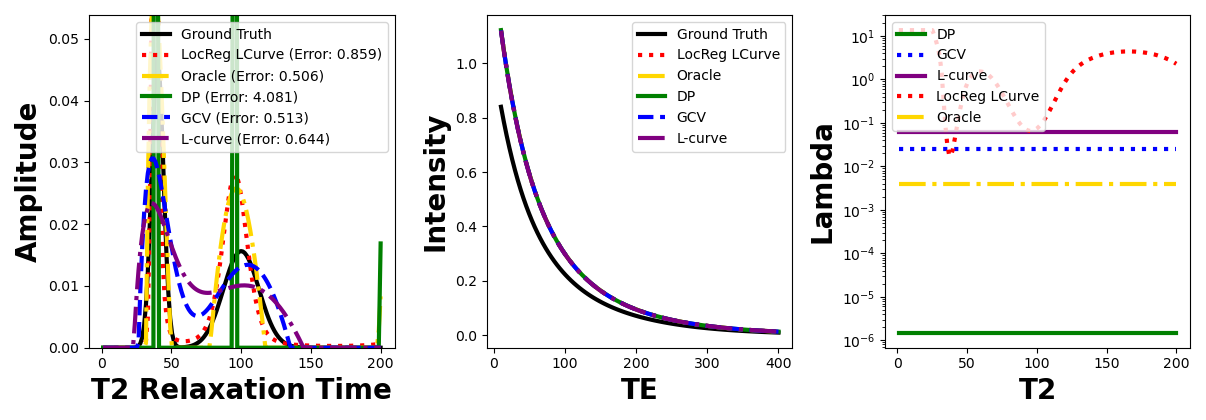 0.05
0.04
0.03
0.02
0.01
0.00
Amplitude
Ground Truth
LocReg LCurve (Error: 0.859)
Oracle (Error: 0.506)
DP (Error: 4.081)
GCV (Error: 0.513)
L-curve (Error: 0.644)
0 50 100 150 200
T2 Relaxation Time
1.0
0.8
0.6
0.4
0.2
0.0
Intensity
Ground Truth
LocReg LCurve
Oracle
DP
GCV
L-curve
0 100 200 300 400
TE
10¹
10⁰
10⁻¹
10⁻²
10⁻³
10⁻⁴
10⁻⁵
10⁻⁶
Lambda
DP
GCV
L-curve
LocReg LCurve
Oracle
0 50 100 150 200
T2